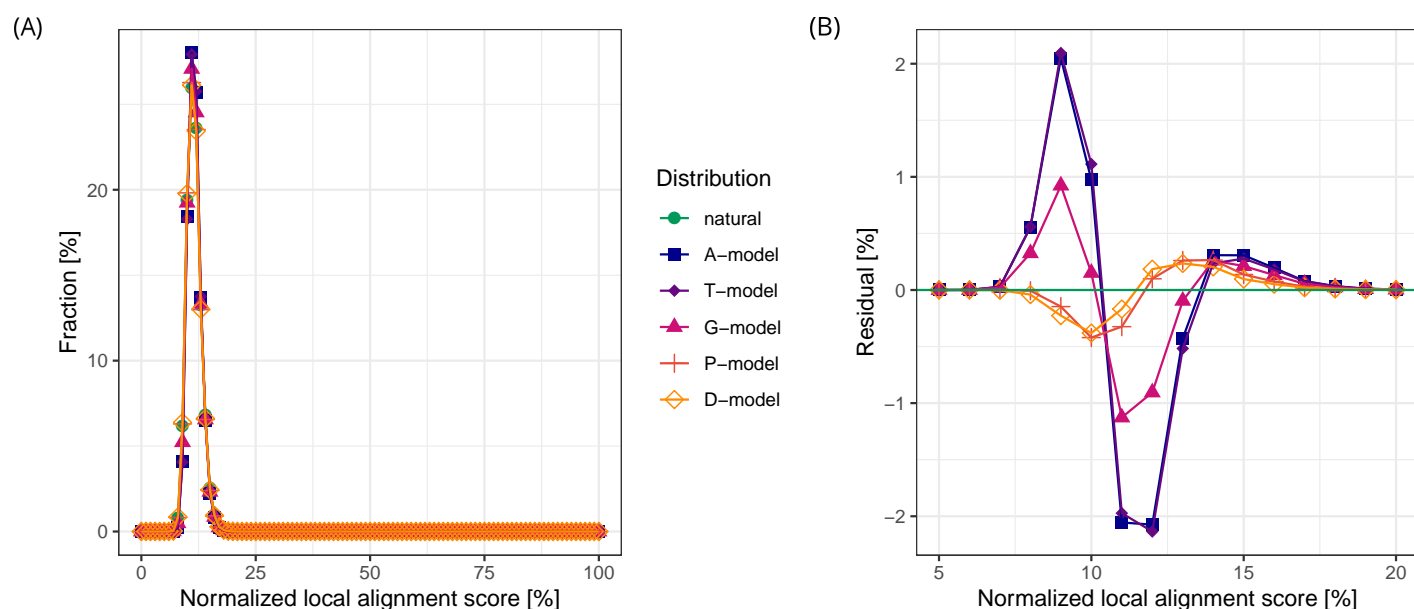 (A)
Fraction [%]
20
10
0
0
25
50
75
100
Normalized local alignment score [%]
Distribution
natural
A−model
T−model
G−model
P−model
D−model
(B)
Residual [%]
2
1
0
−1
−2
5
10
15
20
Normalized local alignment score [%]